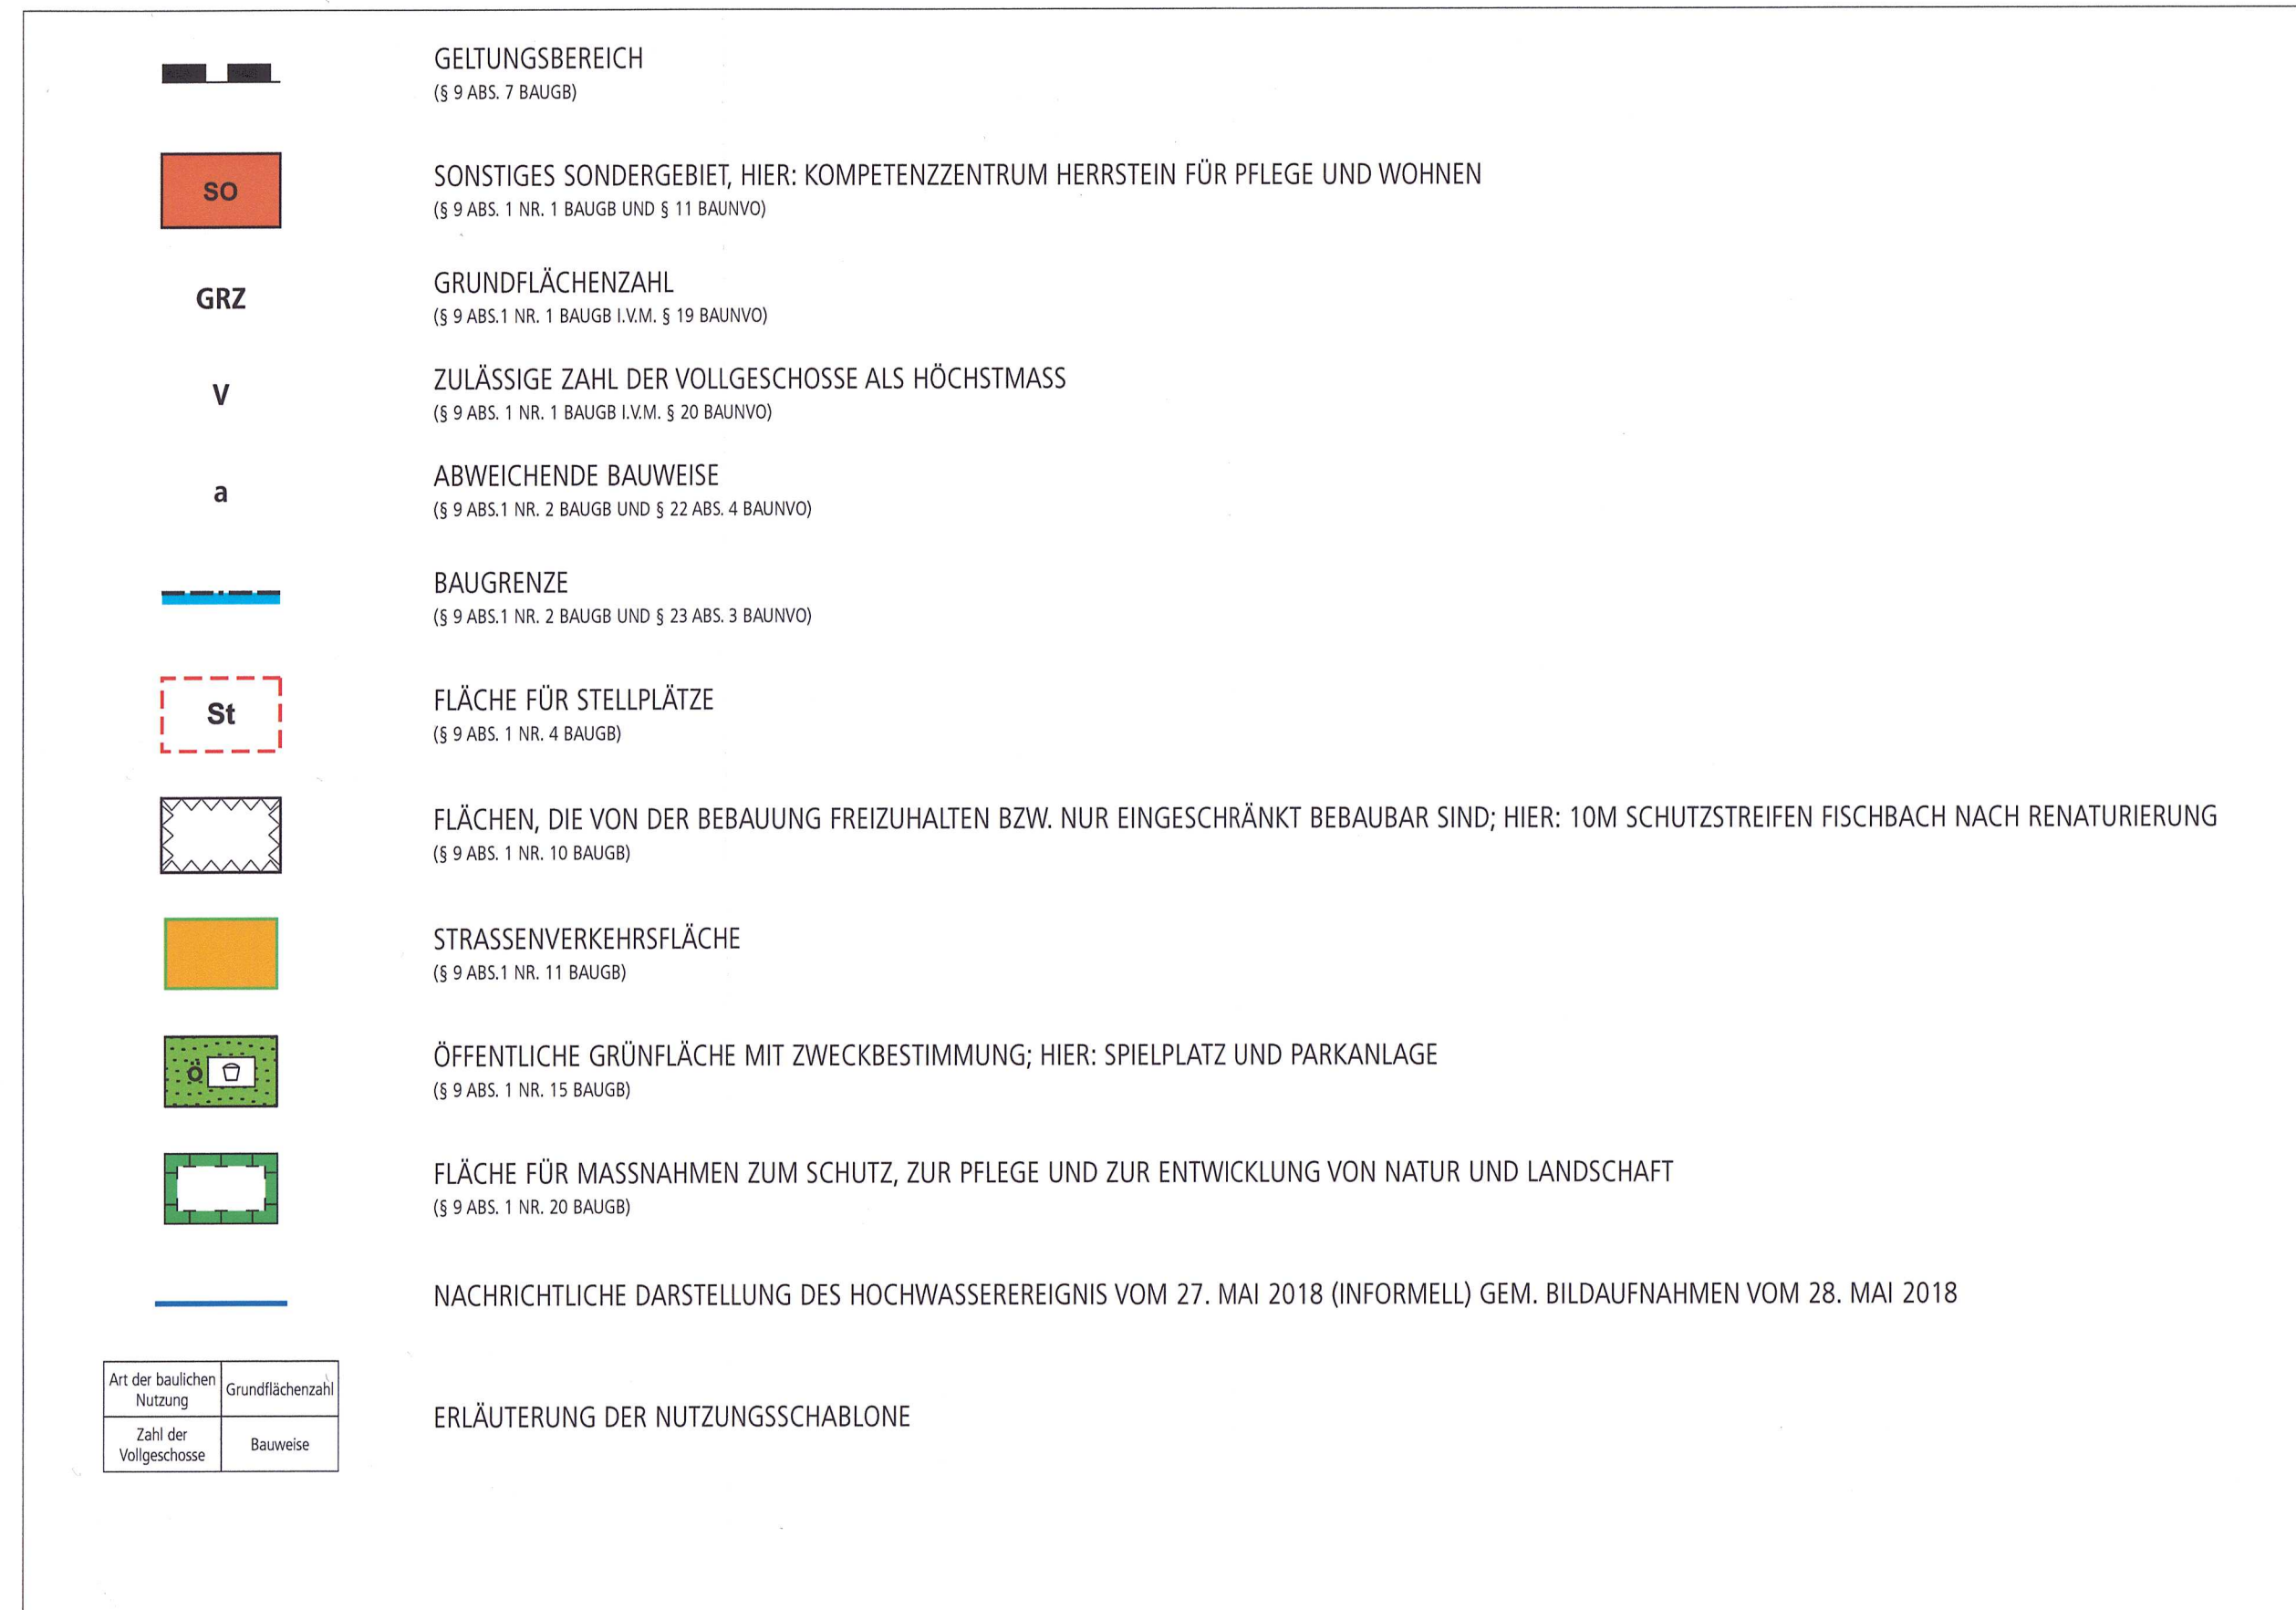 GELTUNGSBEREICH
(§ 9 ABS. 7 BAUGB)
SO
SONSTIGES SONDERGEBIET, HIER: KOMPETENZZENTRUM HERRSTEIN FÜR PFLEGE UND WOHNEN
(§ 9 ABS. 1 NR. 1 BAUGB UND § 11 BAUNVO)
GRZ
GRUNDFLÄCHENZAHL
(§ 9 ABS.1 NR. 1 BAUGB I.V.M. § 19 BAUNVO)
V
ZULÄSSIGE ZAHL DER VOLLGESCHOSSE ALS HÖCHSTMASS
(§ 9 ABS. 1 NR. 1 BAUGB I.V.M. § 20 BAUNVO)
a
ABWEICHENDE BAUWEISE
(§ 9 ABS.1 NR. 2 BAUGB UND § 22 ABS. 4 BAUNVO)
BAUGRENZE
(§ 9 ABS.1 NR. 2 BAUGB UND § 23 ABS. 3 BAUNVO)
St
FLÄCHE FÜR STELLPLÄTZE
(§ 9 ABS. 1 NR. 4 BAUGB)
FLÄCHEN, DIE VON DER BEBAUUNG FREIZUHALTEN BZW. NUR EINGESCHRÄNKT BEBAUBAR SIND; HIER: 10M SCHUTZSTREIFEN FISCHBACH NACH RENATURIERUNG
(§ 9 ABS. 1 NR. 10 BAUGB)
STRASSENVERKEHRSFLÄCHE
(§ 9 ABS.1 NR. 11 BAUGB)
Ö
ÖFFENTLICHE GRÜNFLÄCHE MIT ZWECKBESTIMMUNG; HIER: SPIELPLATZ UND PARKANLAGE
(§ 9 ABS. 1 NR. 15 BAUGB)
FLÄCHE FÜR MASSNAHMEN ZUM SCHUTZ, ZUR PFLEGE UND ZUR ENTWICKLUNG VON NATUR UND LANDSCHAFT
(§ 9 ABS. 1 NR. 20 BAUGB)
NACHRICHTLICHE DARSTELLUNG DES HOCHWASSEREREIGNIS VOM 27. MAI 2018 (INFORMELL) GEM. BILDAUFNAHMEN VOM 28. MAI 2018
Art der baulichen
Nutzung
Grundflächenzahl
Zahl der
Vollgeschosse
Bauweise
ERLÄUTERUNG DER NUTZUNGSSCHABLONE